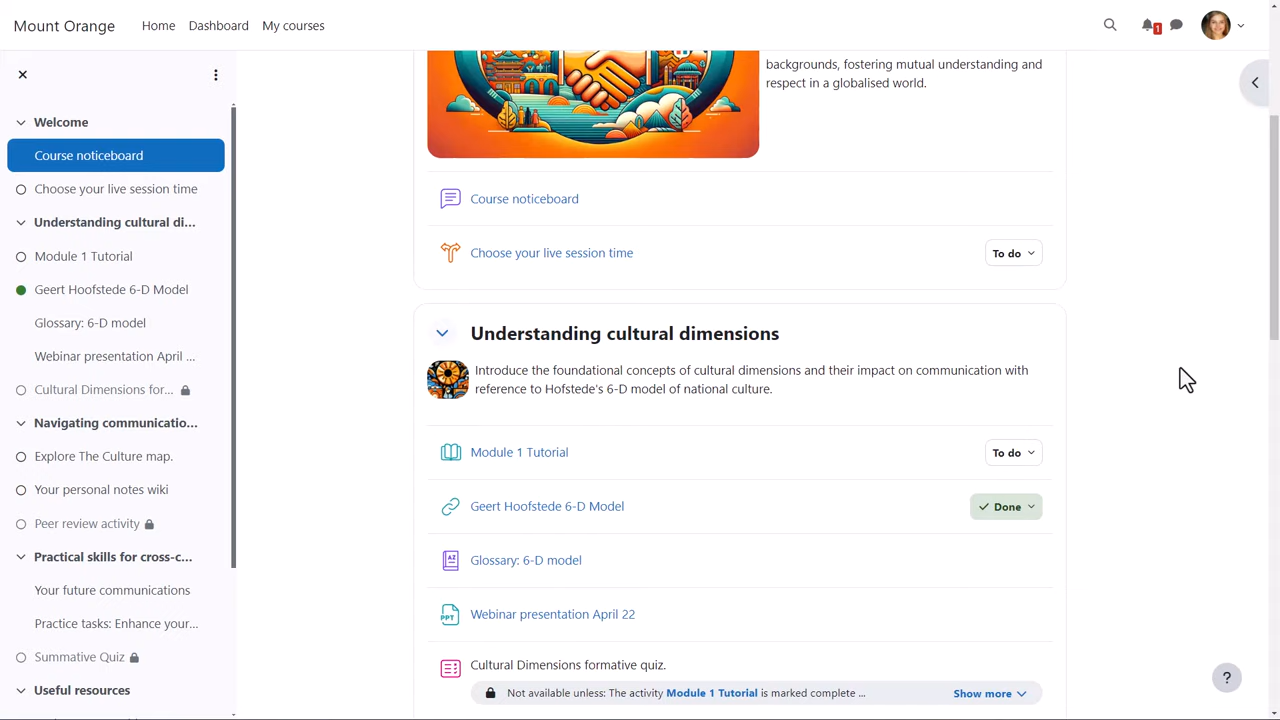 Mount Orange
Home
Dashboard
My courses
1
Welcome
Course noticeboard
Choose your live session time
Understanding cultural di...
Module 1 Tutorial
Geert Hoofstede 6-D Model
Glossary: 6-D model
Webinar presentation April ...
Cultural Dimensions for...
Navigating communicatio...
Explore The Culture map.
Your personal notes wiki
Peer review activity
Practical skills for cross-c...
Your future communications
Practice tasks: Enhance your...
Summative Quiz
Useful resources
backgrounds, fostering mutual understanding and
respect in a globalised world.
Course noticeboard
Choose your live session time
To do
Understanding cultural dimensions
Introduce the foundational concepts of cultural dimensions and their impact on communication with
reference to Hofstede's 6-D model of national culture.
Module 1 Tutorial
To do
Geert Hoofstede 6-D Model
Done
AZ
Glossary: 6-D model
PPT
Webinar presentation April 22
Cultural Dimensions formative quiz.
Not available unless: The activity Module 1 Tutorial is marked complete ...
Show more
?